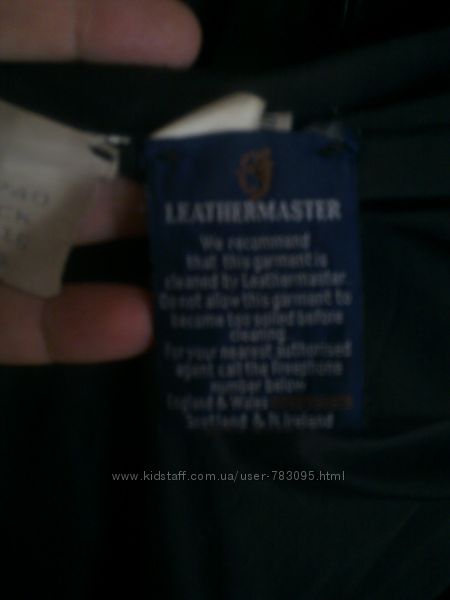 LEATHERMASTER
We recommend
that this garment is
cleaned by Leathermaster.
Do not allow this garment to
become too soiled before
cleaning.
For your nearest authorised
agent call the freephone
number below
England & Wales
Scotland & N. Ireland
www.kidstaff.com.ua/user-783095.html